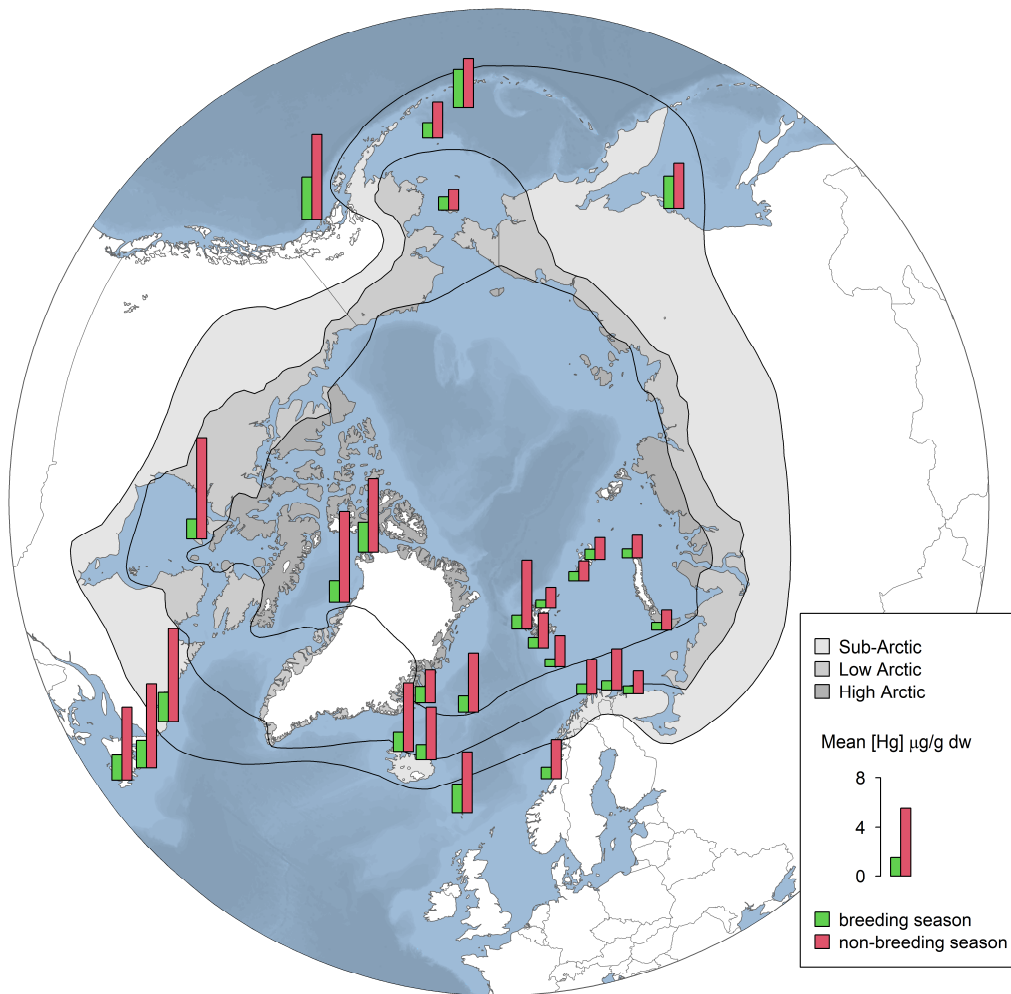 Sub-Arctic
Low Arctic
High Arctic
Mean [Hg] μg/g dw
8
4
0
breeding season
non-breeding season